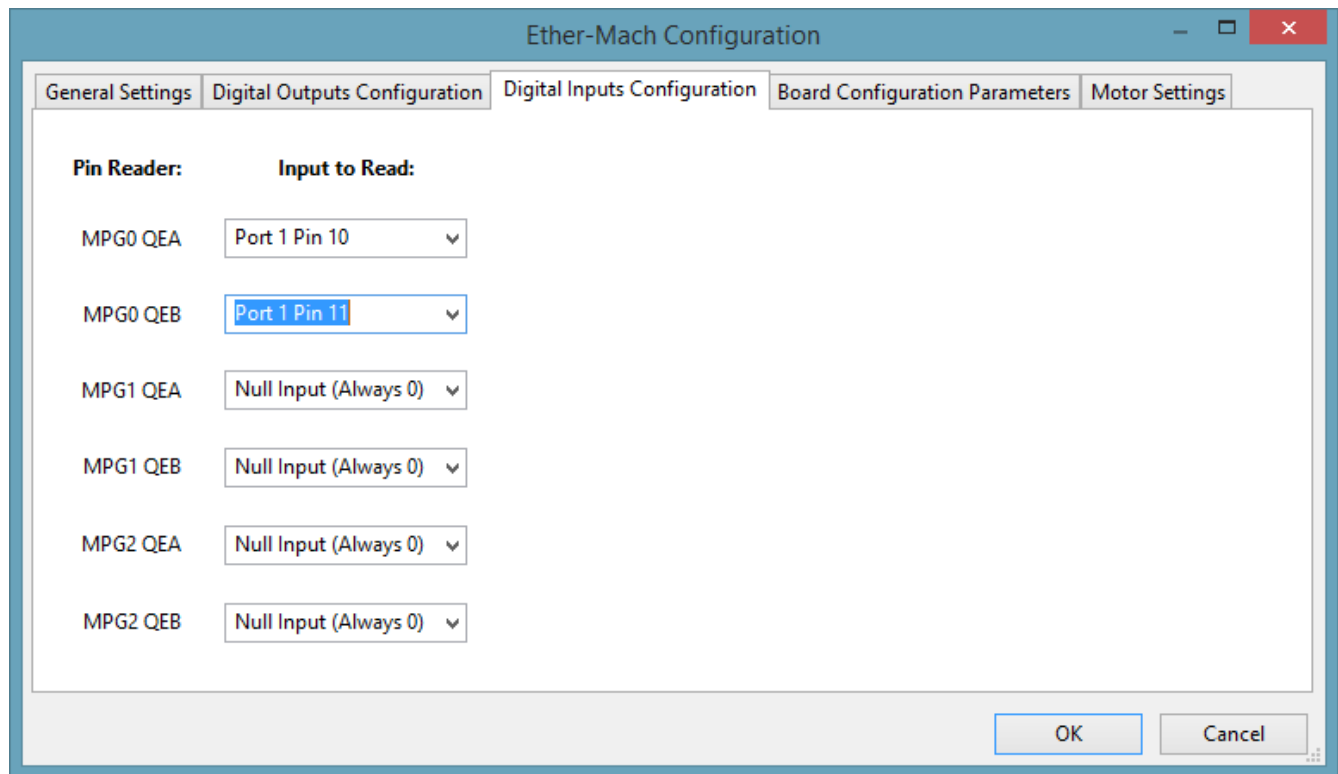 Ether-Mach Configuration
General Settings Digital Outputs Configuration Digital Inputs Configuration Board Configuration Parameters Motor Settings
Pin Reader: Input to Read:
MPG0 QEA Port 1 Pin 10
MPG0 QEB Port 1 Pin 11
MPG1 QEA Null Input (Always 0)
MPG1 QEB Null Input (Always 0)
MPG2 QEA Null Input (Always 0)
MPG2 QEB Null Input (Always 0)
OK Cancel